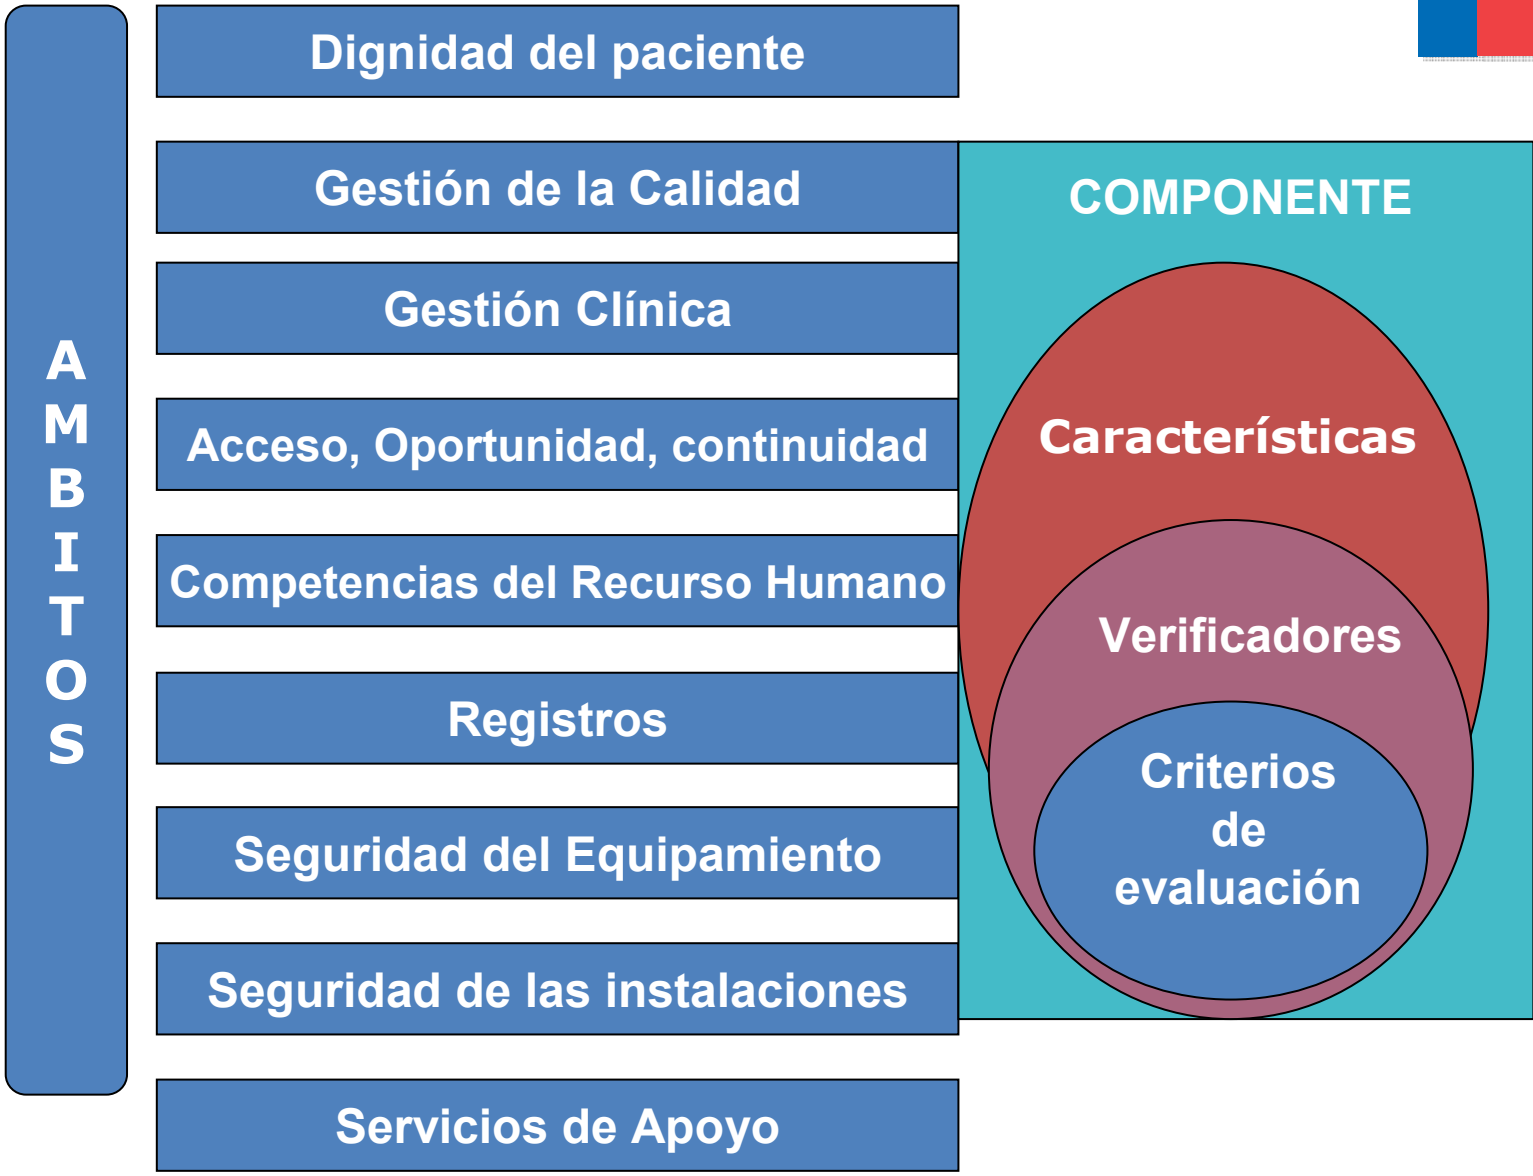 AMBITOS
Dignidad del paciente
Gestión de la Calidad
Gestión Clínica
Acceso, Oportunidad, continuidad
Competencias del Recurso Humano
Registros
Seguridad del Equipamiento
Seguridad de las instalaciones
Servicios de Apoyo
COMPONENTE
Características
Verificadores
Criterios
de
evaluación